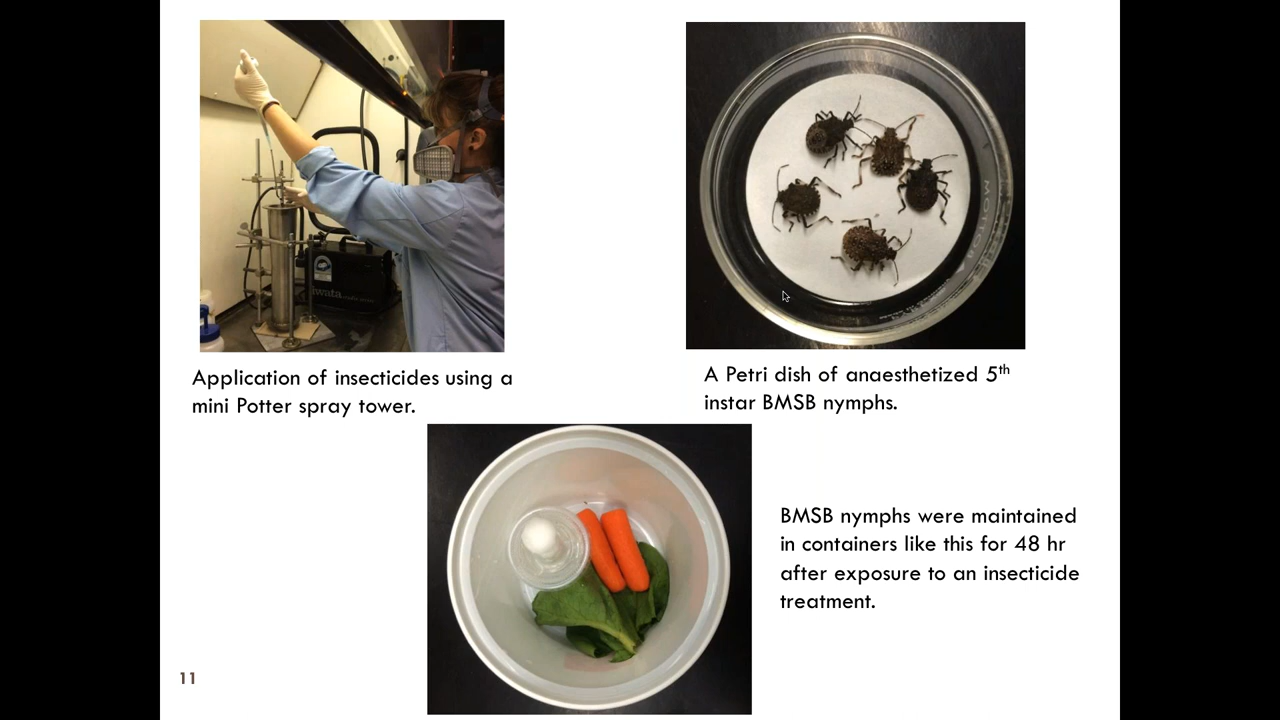 Application of insecticides using a
mini Potter spray tower.
A Petri dish of anaesthetized 5th
instar BMSB nymphs.
BMSB nymphs were maintained
in containers like this for 48 hr
after exposure to an insecticide
treatment.
11
iwata